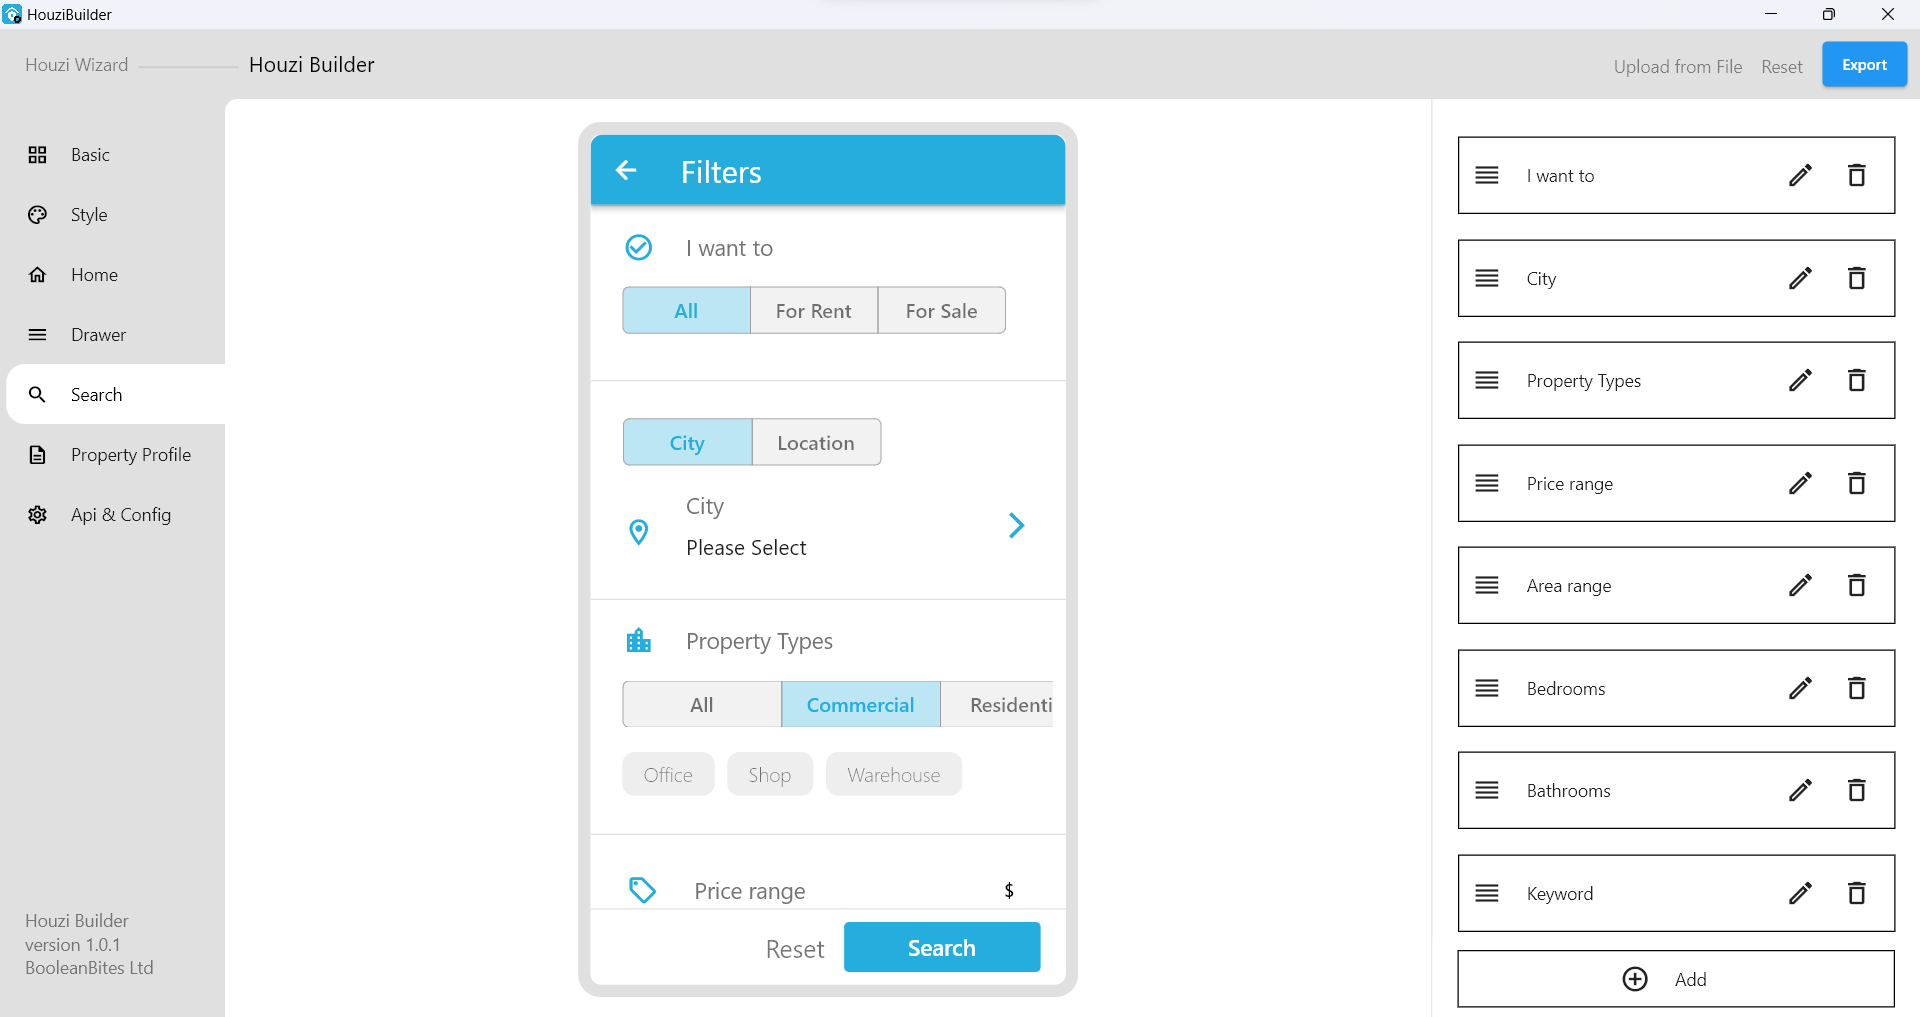 HouziBuilder
Houzi Wizard
Houzi Builder
Upload from File
Reset
Export
Basic
Style
Home
Drawer
Search
Property Profile
Api & Config
Houzi Builder
version 1.0.1
BooleanBites Ltd
Filters
I want to
All
For Rent
For Sale
City
Location
City
Please Select
Property Types
All
Commercial
Residenti
Office
Shop
Warehouse
Price range
$
Reset
Search
I want to
City
Property Types
Price range
Area range
Bedrooms
Bathrooms
Keyword
Add